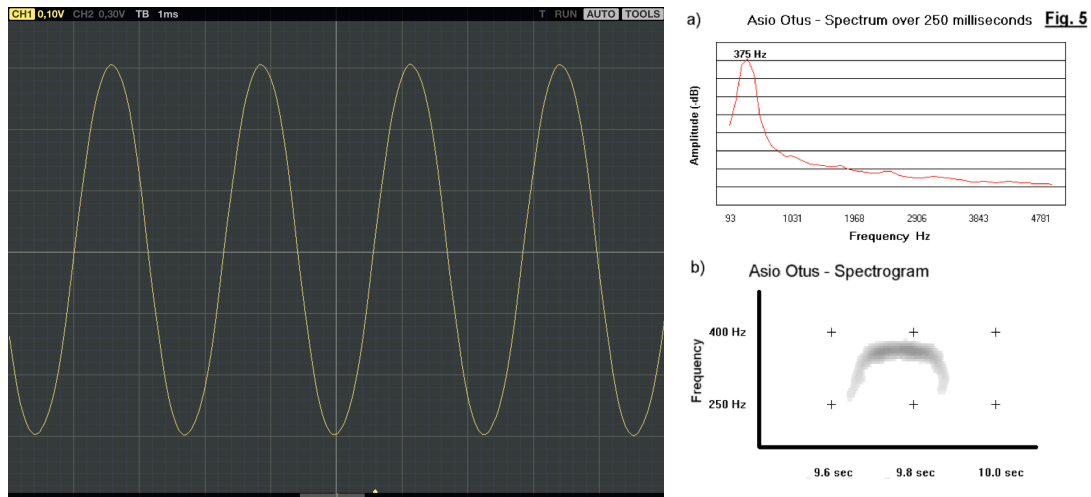 CH1 0,10V CH2 0,30V TB 1ms T RUN AUTO TOOLS
a) Asio Otus - Spectrum over 250 milliseconds Fig. 5
375 Hz
Amplitude (-dB)
93 1031 1968 2906 3843 4781
Frequency Hz
b) Asio Otus - Spectrogram
400 Hz
Frequency
250 Hz
9.6 sec 9.8 sec 10.0 sec